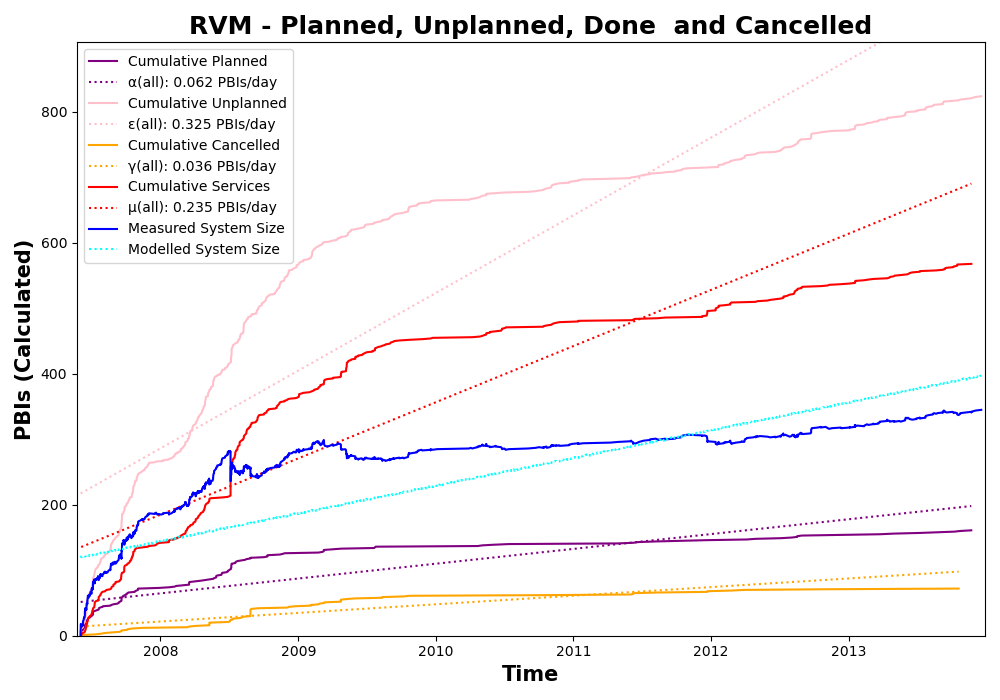 RVM - Planned, Unplanned, Done  and Cancelled
Cumulative Planned
α(all): 0.062 PBIs/day
Cumulative Unplanned
ε(all): 0.325 PBIs/day
Cumulative Cancelled
γ(all): 0.036 PBIs/day
Cumulative Services
μ(all): 0.235 PBIs/day
Measured System Size
Modelled System Size
PBIs (Calculated)
800
600
400
200
0
2008 2009 2010 2011 2012 2013
Time